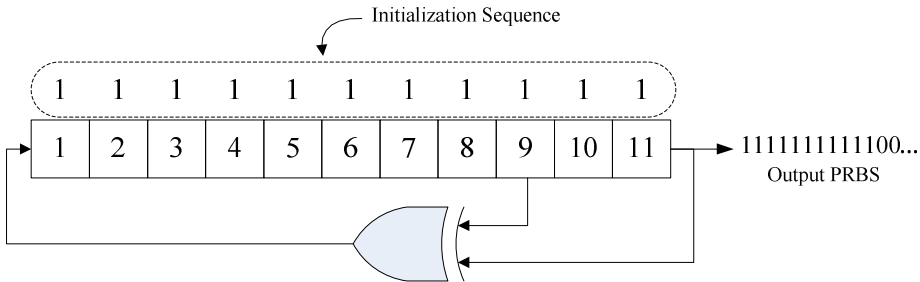 Initialization Sequence
1 1 1 1 1 1 1 1 1 1 1
1 2 3 4 5 6 7 8 9 10 11
1111111111100...
Output PRBS